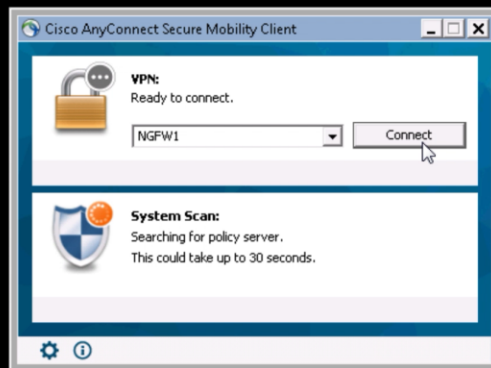 Cisco AnyConnect Secure Mobility Client
VPN:
Ready to connect.
NGFW1
Connect
System Scan:
Searching for policy server.
This could take up to 30 seconds.